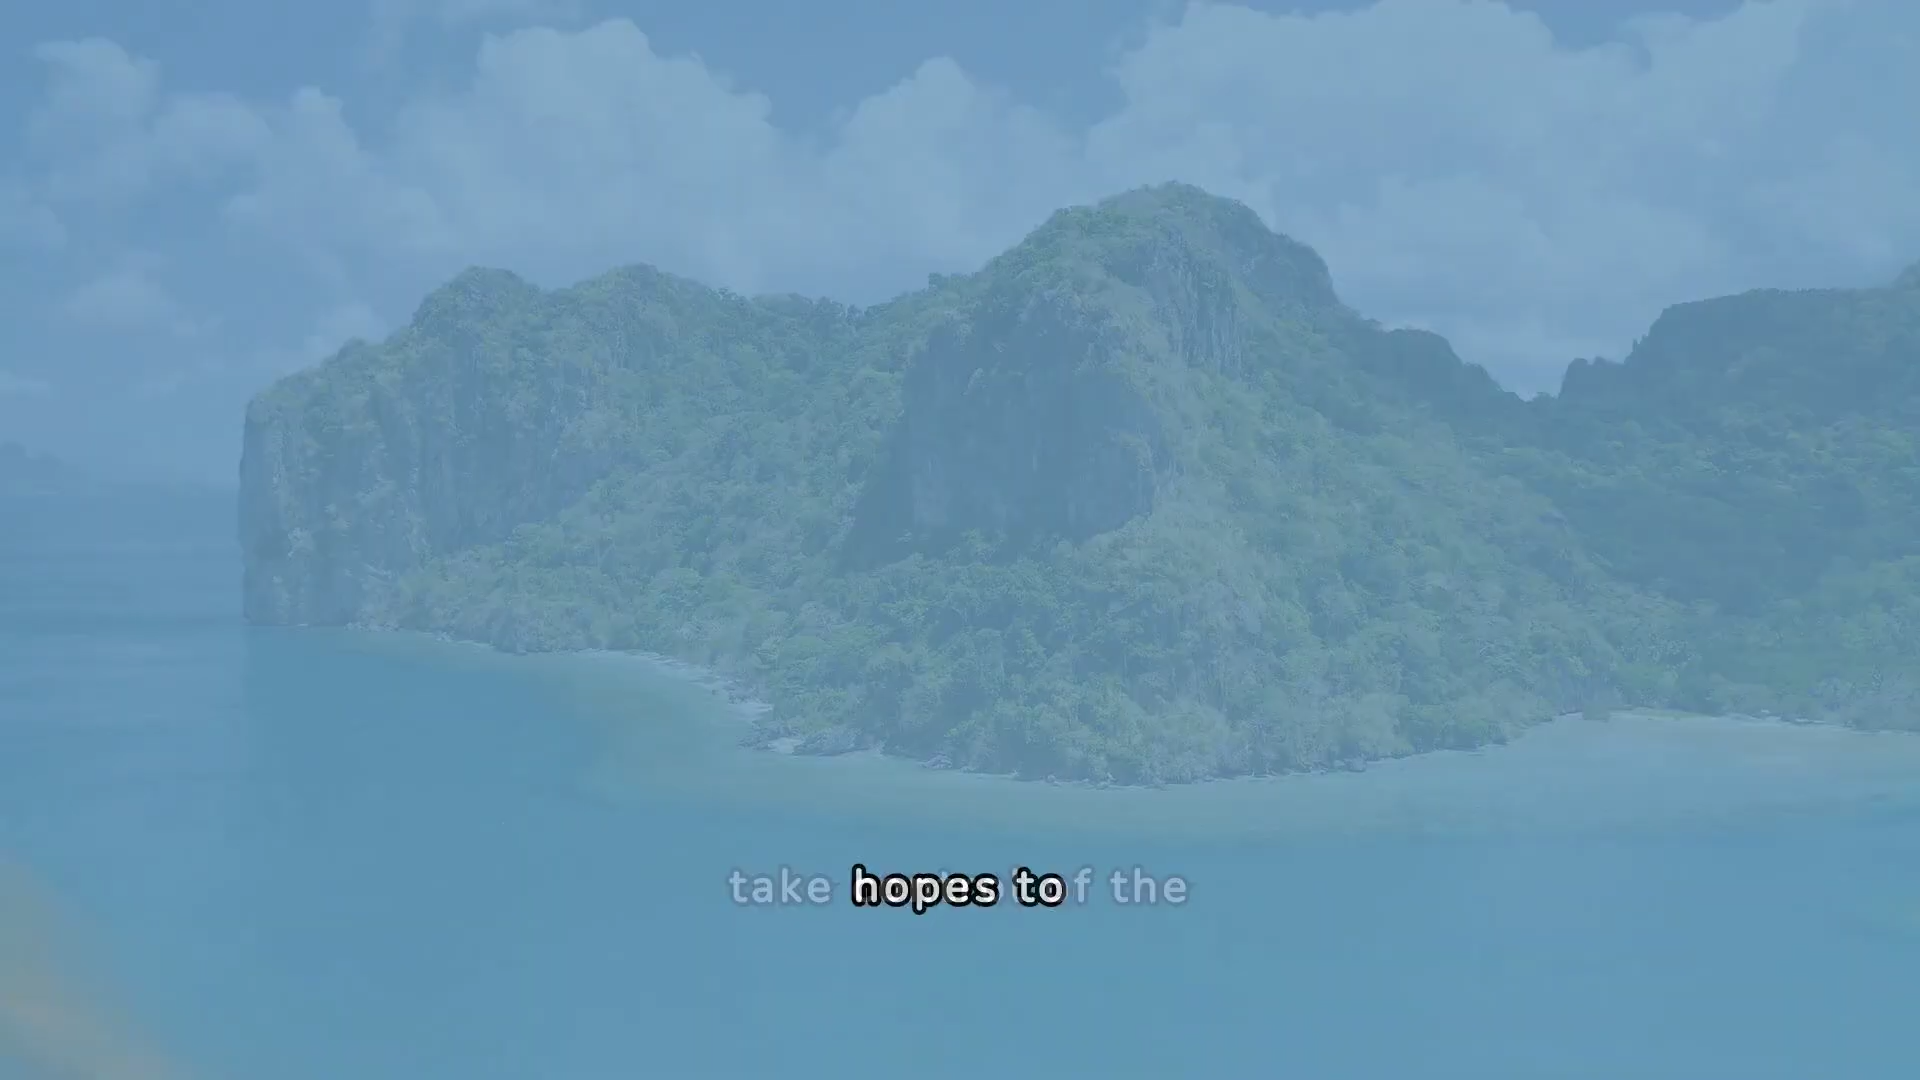 take hopes to f the